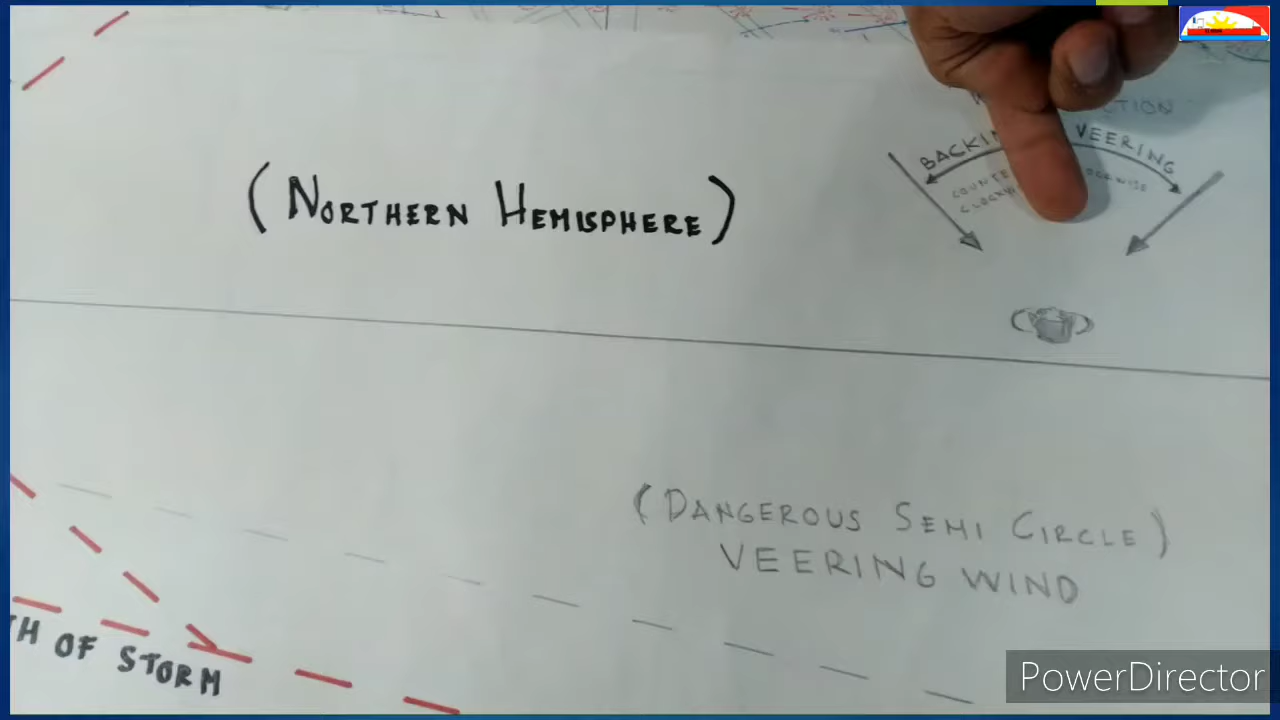 VEERING
(NORTHERN HEMISPHERE)
(DANGEROUS SEMI CIRCLE)
VEERING WIND
OF STORM
PowerDirector